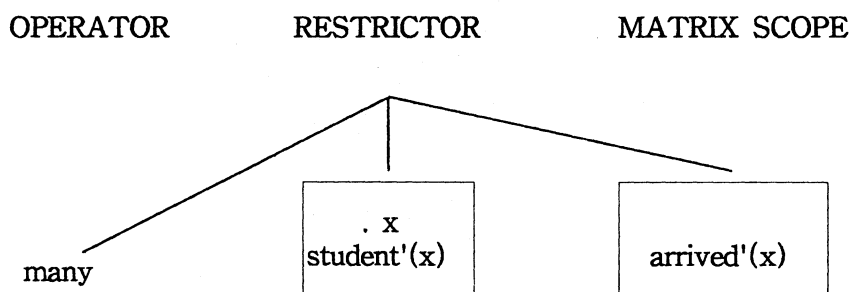 OPERATOR RESTRICTOR MATRIX SCOPE
. x
student'(x) arrived'(x)
many